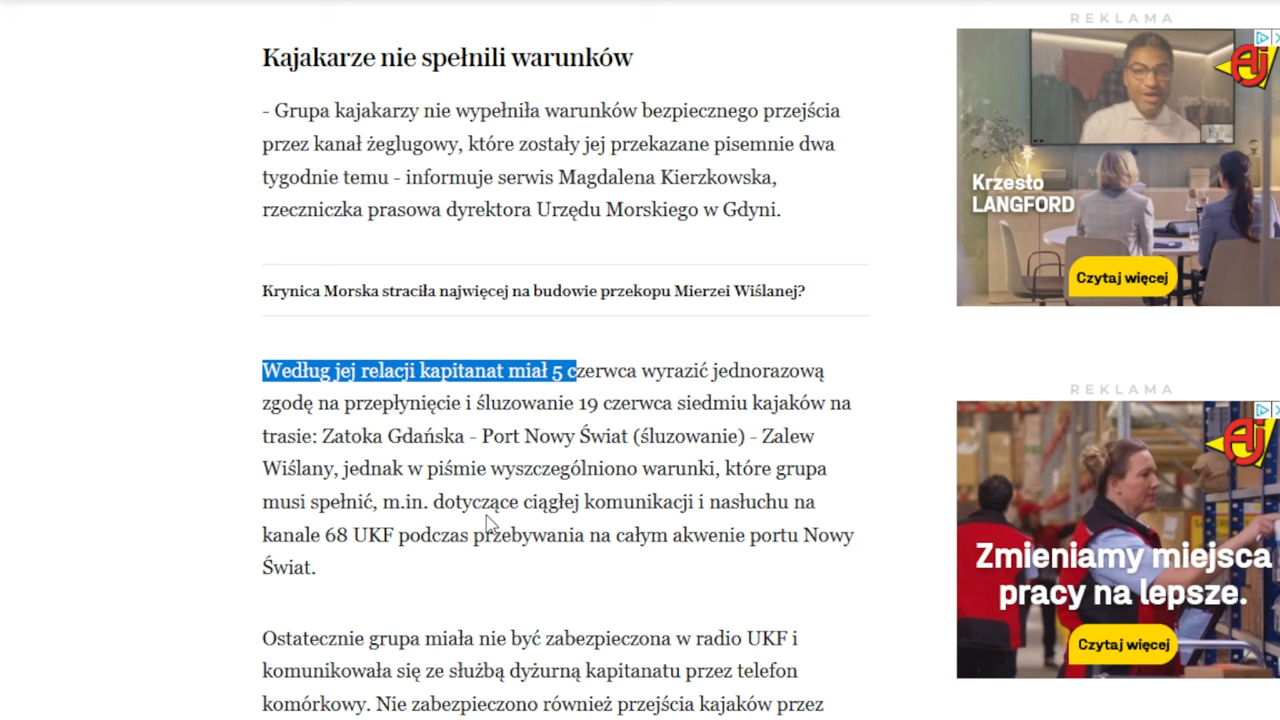 Kajakarze nie spełnili warunków
- Grupa kajakarzy nie wypełniła warunków bezpiecznego przejścia
przez kanał żeglugowy, które zostały jej przekazane pisemnie dwa
tygodnie temu - informuje serwis Magdalena Kierzkowska,
rzeczniczka prasowa dyrektora Urzędu Morskiego w Gdyni.
Krynica Morska straciła najwięcej na budowie przekopu Mierzei Wiślanej?
Według jej relacji kapitanat miał 5 czerwca wyrazić jednorazową
zgodę na przepłynięcie i śluzowanie 19 czerwca siedmiu kajaków na
trasie: Zatoka Gdańska - Port Nowy Świat (śluzowanie) - Zalew
Wiślany, jednak w piśmie wyszczególniono warunki, które grupa
musi spełnić, m.in. dotyczące ciągłej komunikacji i nasłuchu na
kanale 68 UKF podczas przebywania na całym akwenie portu Nowy
Świat.
Ostatecznie grupa miała nie być zabezpieczona w radio UKF i
komunikowała się ze służbą dyżurną kapitanatu przez telefon
komórkowy. Nie zabezpieczono również przejścia kajaków przez
REKLAMA
AJ
Krzesło
LANGFORD
Czytaj więcej
REKLAMA
AJ
Zmieniamy miejsca
pracy na lepsze.
Czytaj więcej